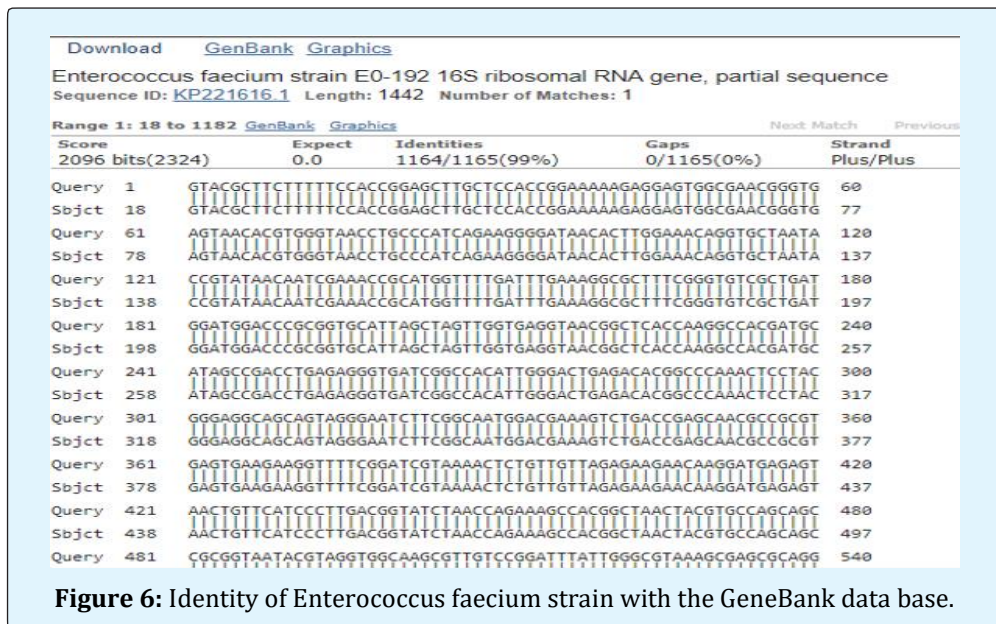 Download GenBank Graphics
Enterococcus faecium strain E0-192 16S ribosomal RNA gene, partial sequence
Sequence ID: KP221616.1 Length: 1442 Number of Matches: 1
Range 1: 18 to 1182 GenBank Graphics Next Match Previous
Score Expect Identities Gaps Strand
2096 bits(2324) 0.0 1164/1165(99%) 0/1165(0%) Plus/Plus
Query 1 GTACGCTTCTTTTTCCACCGGAGCTTGCTCCACCGGAAAAAGAGGAGTGGCGAACGGGTG 60
Sbjct 18 GTACGCTTCTTTTTCCACCGGAGCTTGCTCCACCGGAAAAAGAGGAGTGGCGAACGGGTG 77
Query 61 AGTAACACGTGGGTAACCTGCCCATCAGAAGGGGATAACACTTGGAAACAGGTGCTAATA 120
Sbjct 78 AGTAACACGTGGGTAACCTGCCCATCAGAAGGGGATAACACTTGGAAACAGGTGCTAATA 137
Query 121 CCGTATAACAATCGAAACCGCATGGTTTTGATTTGAAAGGCGCTTTCGGGTGTCGCTGAT 180
Sbjct 138 CCGTATAACAATCGAAACCGCATGGTTTTGATTTGAAAGGCGCTTTCGGGTGTCGCTGAT 197
Query 181 GGATGGACCCGCGGTGCATTAGCTAGTTGGTGAGGTAACGGCTCACCAAGGCCACGATGC 240
Sbjct 198 GGATGGACCCGCGGTGCATTAGCTAGTTGGTGAGGTAACGGCTCACCAAGGCCACGATGC 257
Query 241 ATAGCCGACCTGAGAGGGTGATCGGCCACATTGGGACTGAGACACGGCCCAAACTCCTAC 300
Sbjct 258 ATAGCCGACCTGAGAGGGTGATCGGCCACATTGGGACTGAGACACGGCCCAAACTCCTAC 317
Query 301 GGGAGGCAGCAGTAGGGAATCTTCGGCAATGGACGAAAGTCTGACCGAGCAACGCCGCGT 360
Sbjct 318 GGGAGGCAGCAGTAGGGAATCTTCGGCAATGGACGAAAGTCTGACCGAGCAACGCCGCGT 377
Query 361 GAGTGAAGAAGGTTTTCGGATCGTAAAACTCTGTTGTTAGAGAAGAACAAGGATGAGAGT 420
Sbjct 378 GAGTGAAGAAGGTTTTCGGATCGTAAAACTCTGTTGTTAGAGAAGAACAAGGATGAGAGT 437
Query 421 AACTGTTCATCCCTTGACGGTATCTAACCAGAAAGCCACGGCTAACTACGTGCCAGCAGC 480
Sbjct 438 AACTGTTCATCCCTTGACGGTATCTAACCAGAAAGCCACGGCTAACTACGTGCCAGCAGC 497
Query 481 CGCGGTAATACGTAGGTGGCAAGCGTTGTCCGGATTTATTGGGCGTAAAGCGAGCGCAGG 540
Figure 6: Identity of Enterococcus faecium strain with the GeneBank data base.